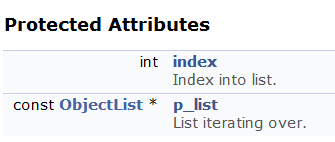 Protected Attributes
int index
Index into list.
const ObjectList * p_list
List iterating over.